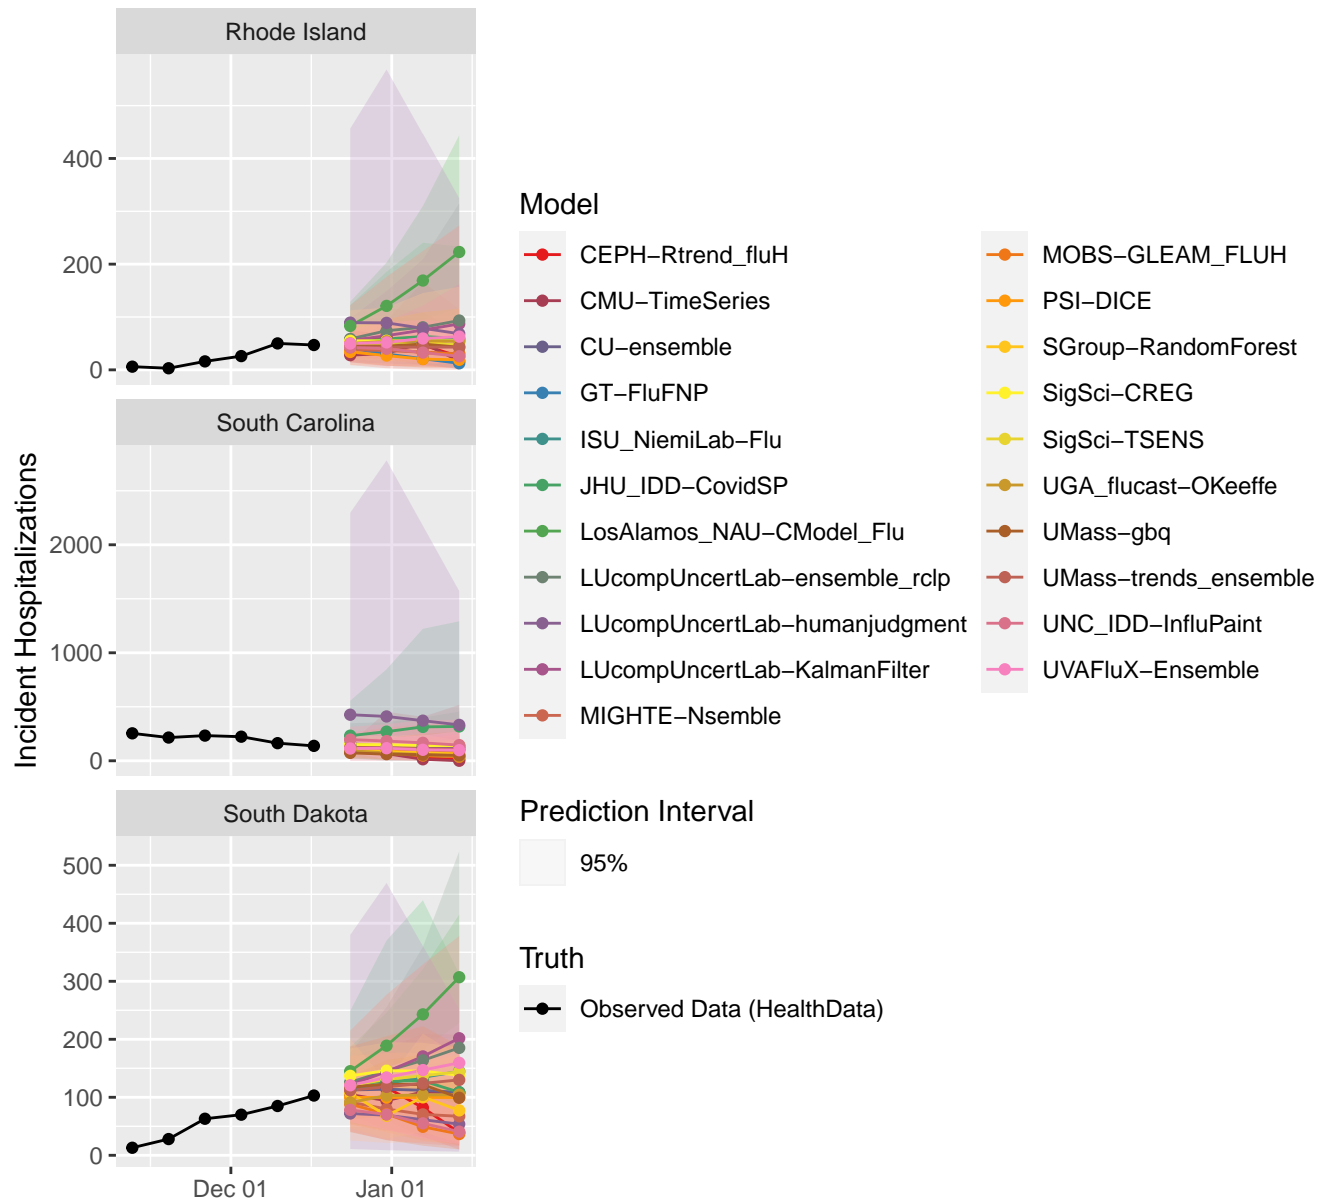 Rhode Island
400
200
0
South Carolina
Incident Hospitalizations
2000
1000
0
South Dakota
500
400
300
200
100
0
Dec 01
Jan 01
Model
CEPH−Rtrend_fluH
CMU−TimeSeries
CU−ensemble
GT−FluFNP
ISU_NiemiLab−Flu
JHU_IDD−CovidSP
LosAlamos_NAU−CModel_Flu
LUcompUncertLab−ensemble_rclp
LUcompUncertLab−humanjudgment
LUcompUncertLab−KalmanFilter
MIGHTE−Nsemble
MOBS−GLEAM_FLUH
PSI−DICE
SGroup−RandomForest
SigSci−CREG
SigSci−TSENS
UGA_flucast−OKeeffe
UMass−gbq
UMass−trends_ensemble
UNC_IDD−InfluPaint
UVAFluX−Ensemble
Prediction Interval
95%
Truth
Observed Data (HealthData)